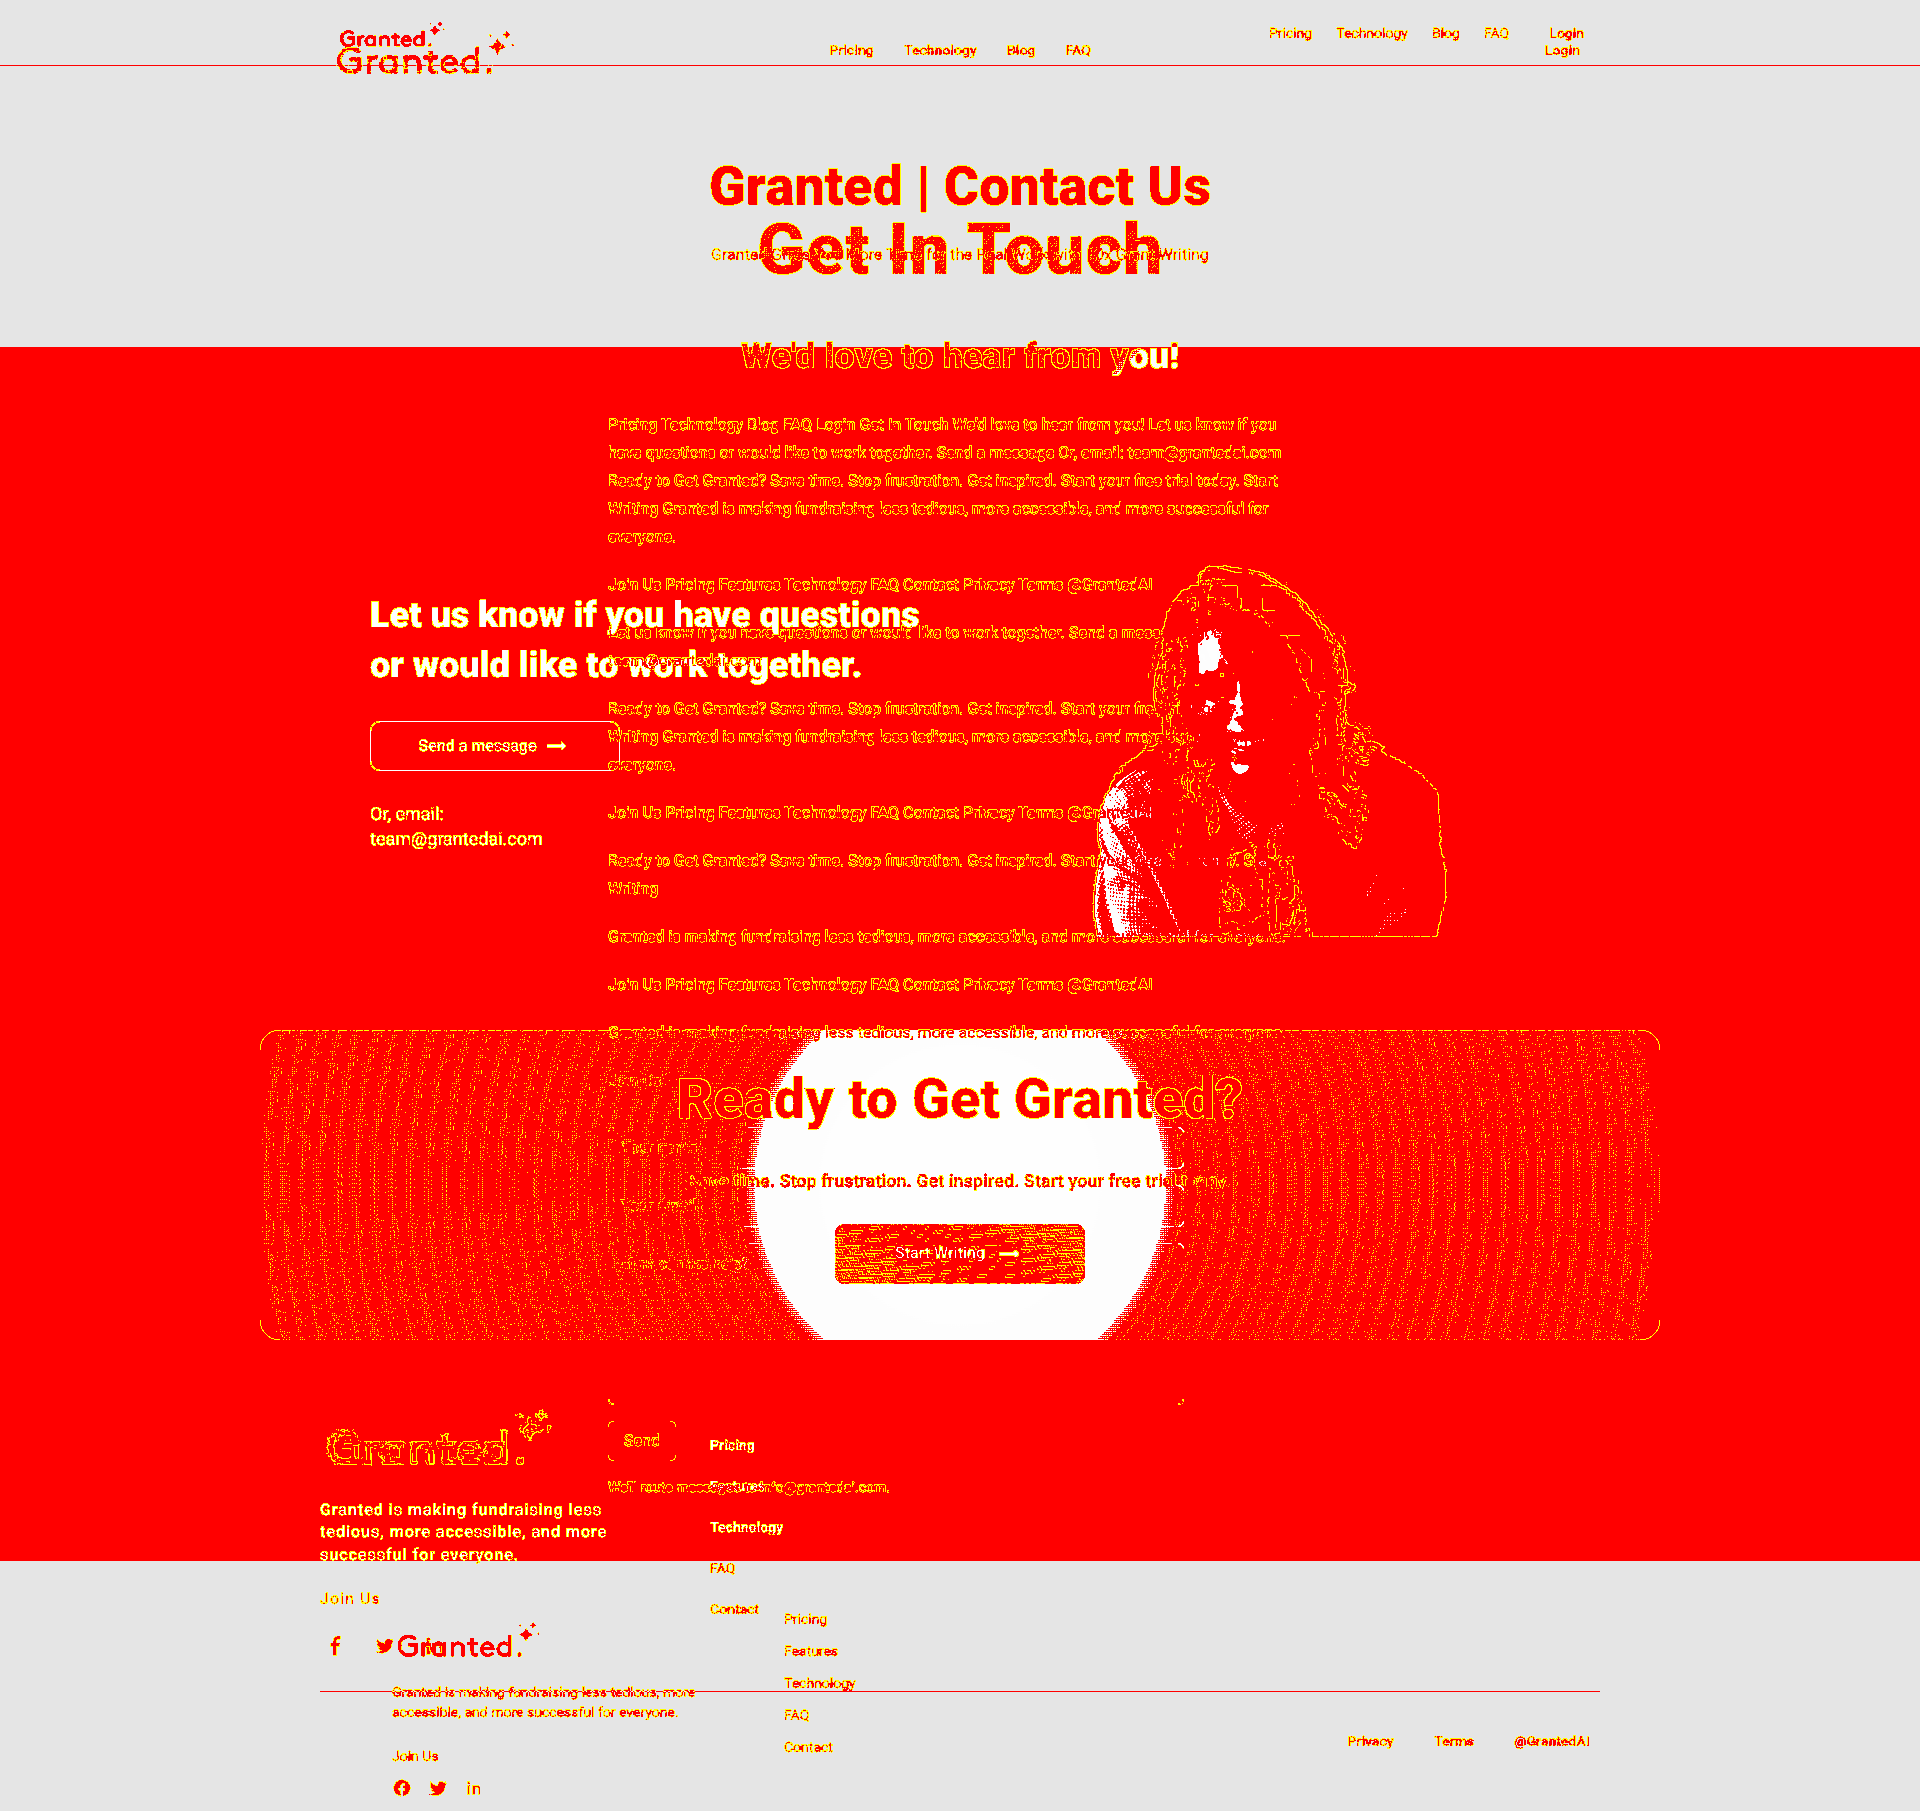 Granted.
Granted.
Pricing Technology Blog FAQ Login
Pricing Technology Blog FAQ Login
Granted | Contact Us
Get In Touch
Granted More Time for the Real Work with Writing
We'd love to hear from you!
Pricing Technology Blog FAQ Login Get In Touch We'd love to hear from you! Let us know if you
have questions or would like to work together. Send a message Or, email: team@grantedai.com
Ready to Get Granted? Save time. Stop frustration. Get inspired. Start your free trial today. Start
Writing Granted is making fundraising less tedious, more accessible, and more successful for
everyone.
Join Us Pricing Features Technology FAQ Contact Privacy Terms @GrantedAI
Let us know if you have questions
or would like to work together.
Let us know if you have questions or would like to work together. Send a
team@grantedai.com
Ready to Get Granted? Save time. Stop frustration. Get inspired. Start your
Writing Granted is making fundraising less tedious, more accessible, and more
everyone.
Send a message
Or, email:
team@grantedai.com
Join Us Pricing Features Technology FAQ Contact Privacy Terms @GrantedAI
Ready to Get Granted? Save time. Stop frustration. Get inspired. Start
Writing
Granted is making fundraising less tedious, more accessible, and more successful for everyone.
Join Us Pricing Features Technology FAQ Contact Privacy Terms @GrantedAI
Granted is making fundraising less tedious, more accessible, and more successful for everyone.
Join Us
Ready to Get Granted?
Your name
Save time. Stop frustration. Get inspired. Start your free trial today.
Your email
Start Writing
Granted.
Send
We'll route messages to info@grantedai.com.
Granted is making fundraising less
tedious, more accessible, and more
successful for everyone.
Join Us
Pricing
Features
Technology
FAQ
Contact
Granted.
Granted is making fundraising less tedious, more
accessible, and more successful for everyone.
Join Us
Pricing
Features
Technology
FAQ
Contact
Privacy Terms @GrantedAI